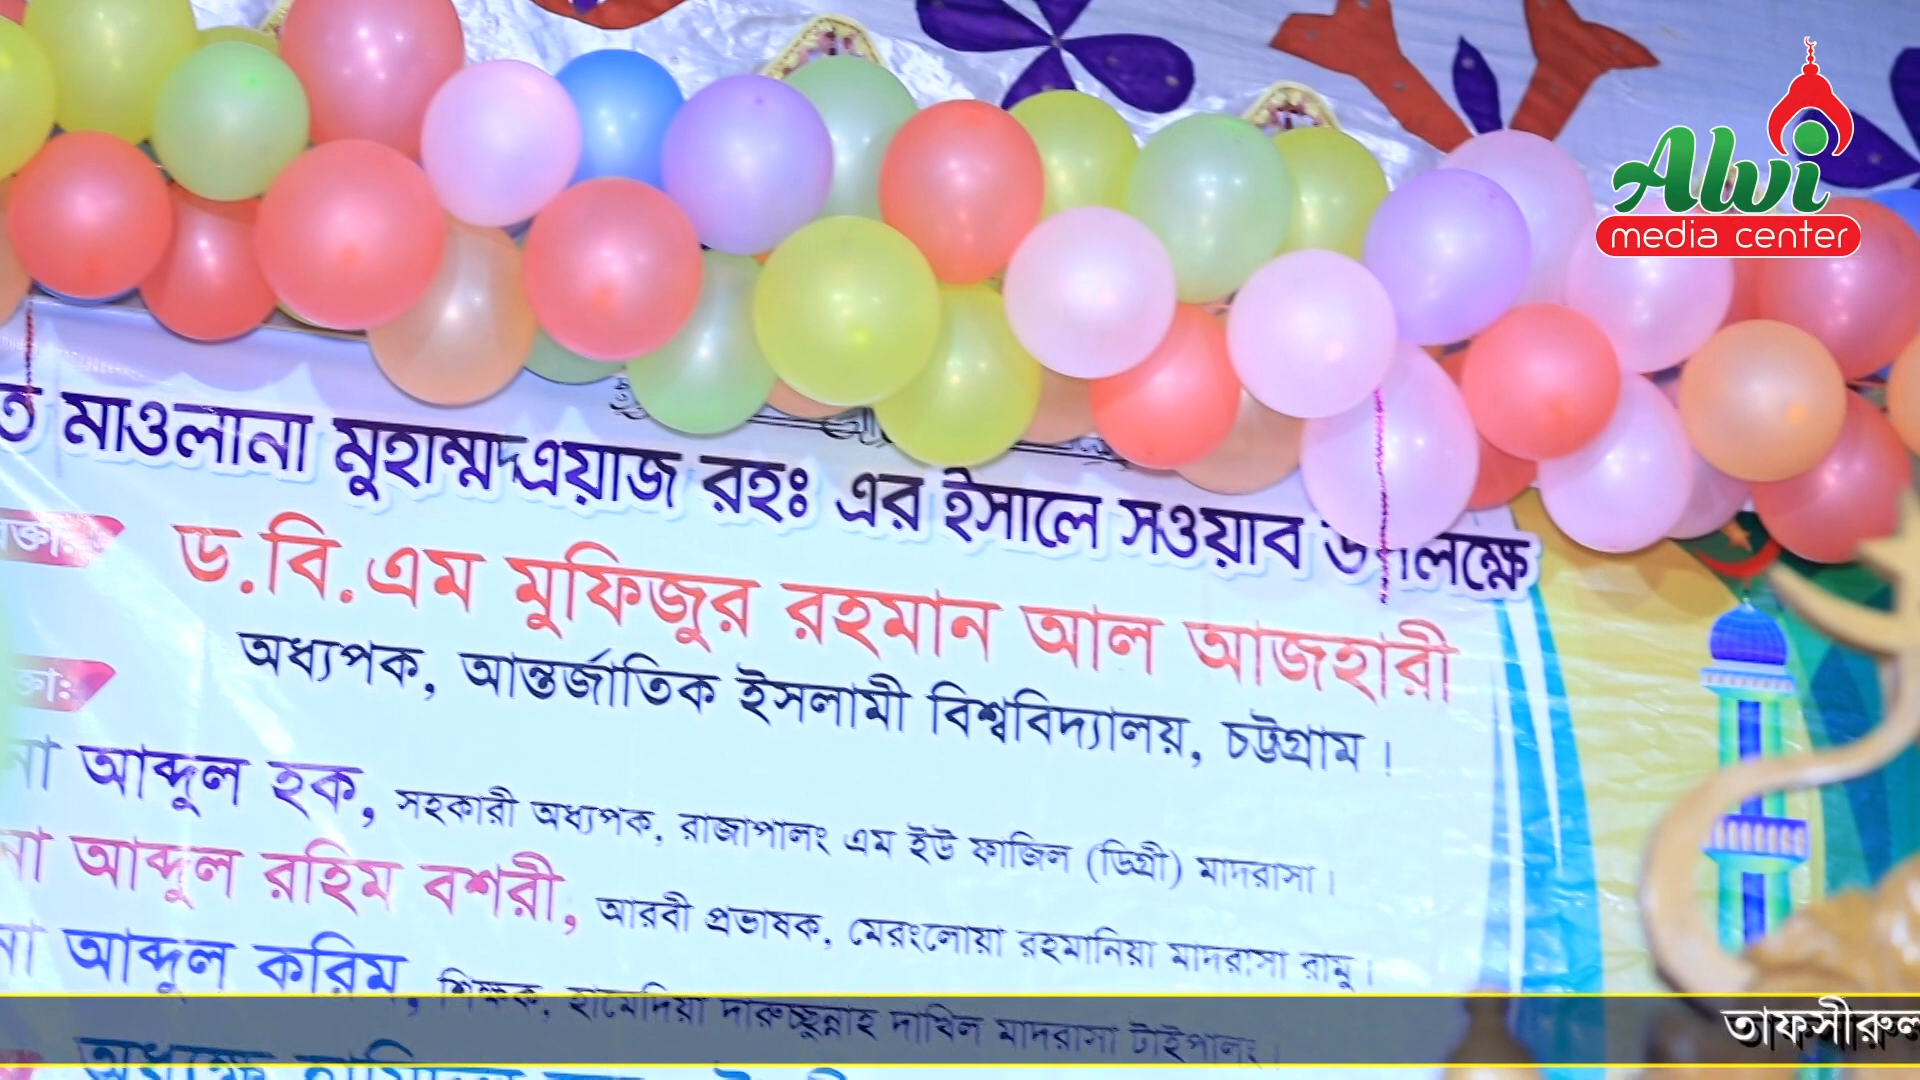 Alvi
media center
মাওলানা মুহাম্মদ এয়াজ রহঃ এর ইসালে সওয়াব উপলক্ষে
ড.বি.এম মুফিজুর রহমান আল আজহারী
অধ্যপক, আন্তর্জাতিক ইসলামী বিশ্ববিদ্যালয়, চট্টগ্রাম।
আব্দুল হক, সহকারী অধ্যপক, রাজাপালং এম ইউ ফাজিল (ডিগ্রী) মাদরাসা।
আব্দুল রহিম বশরী, আরবী প্রভাষক, মেরংলোয়া রহমানিয়া মাদরাসা রামু।
আব্দুল করিম, শিক্ষক, হামেদিয়া দারুচ্ছুন্নাহ দাখিল মাদরাসা টাইপালং।
তাফসীরুল